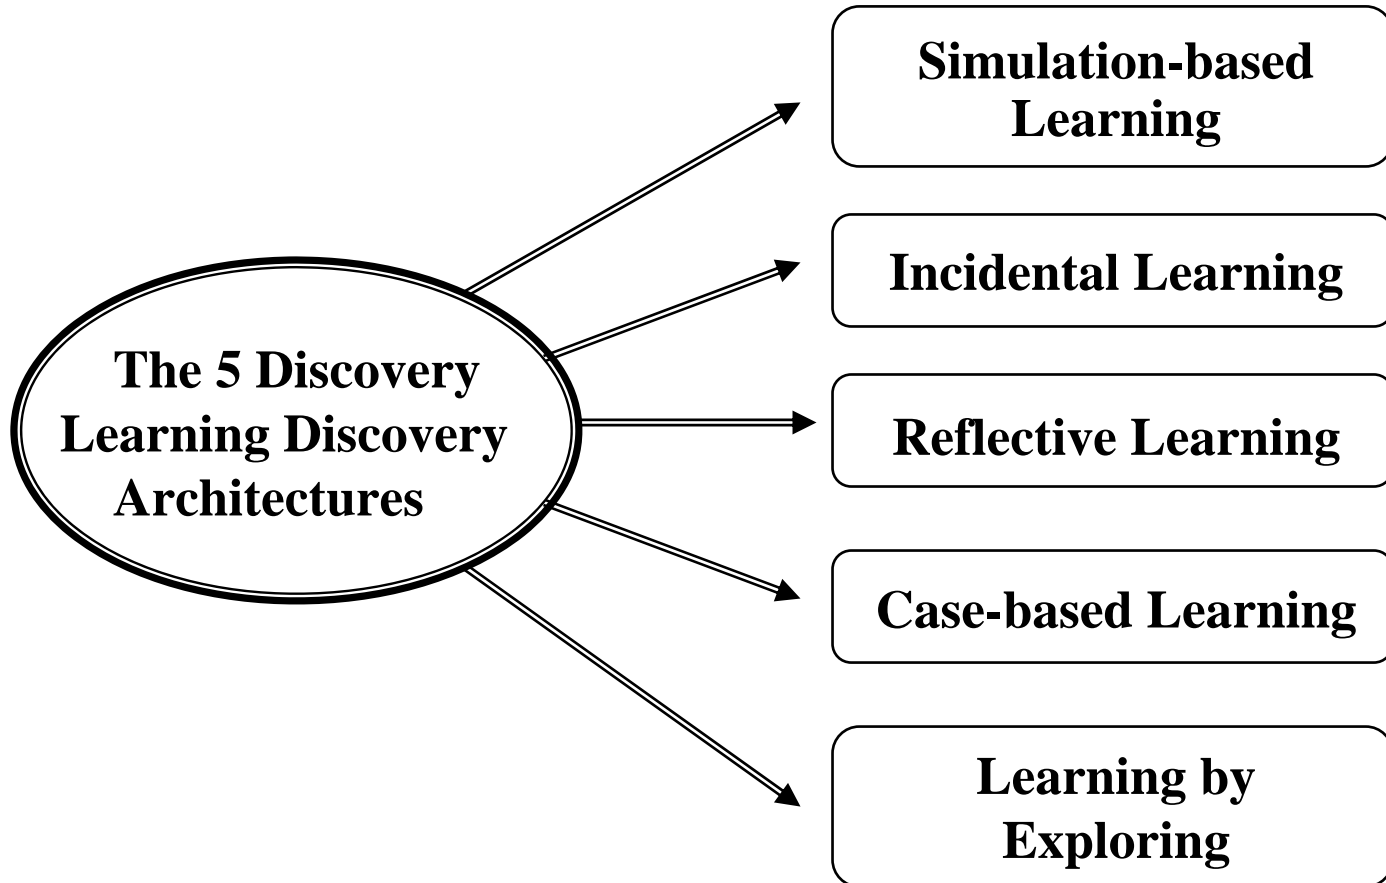 The 5 Discovery
Learning Discovery
Architectures
Simulation-based
Learning
Incidental Learning
Reflective Learning
Case-based Learning
Learning by
Exploring